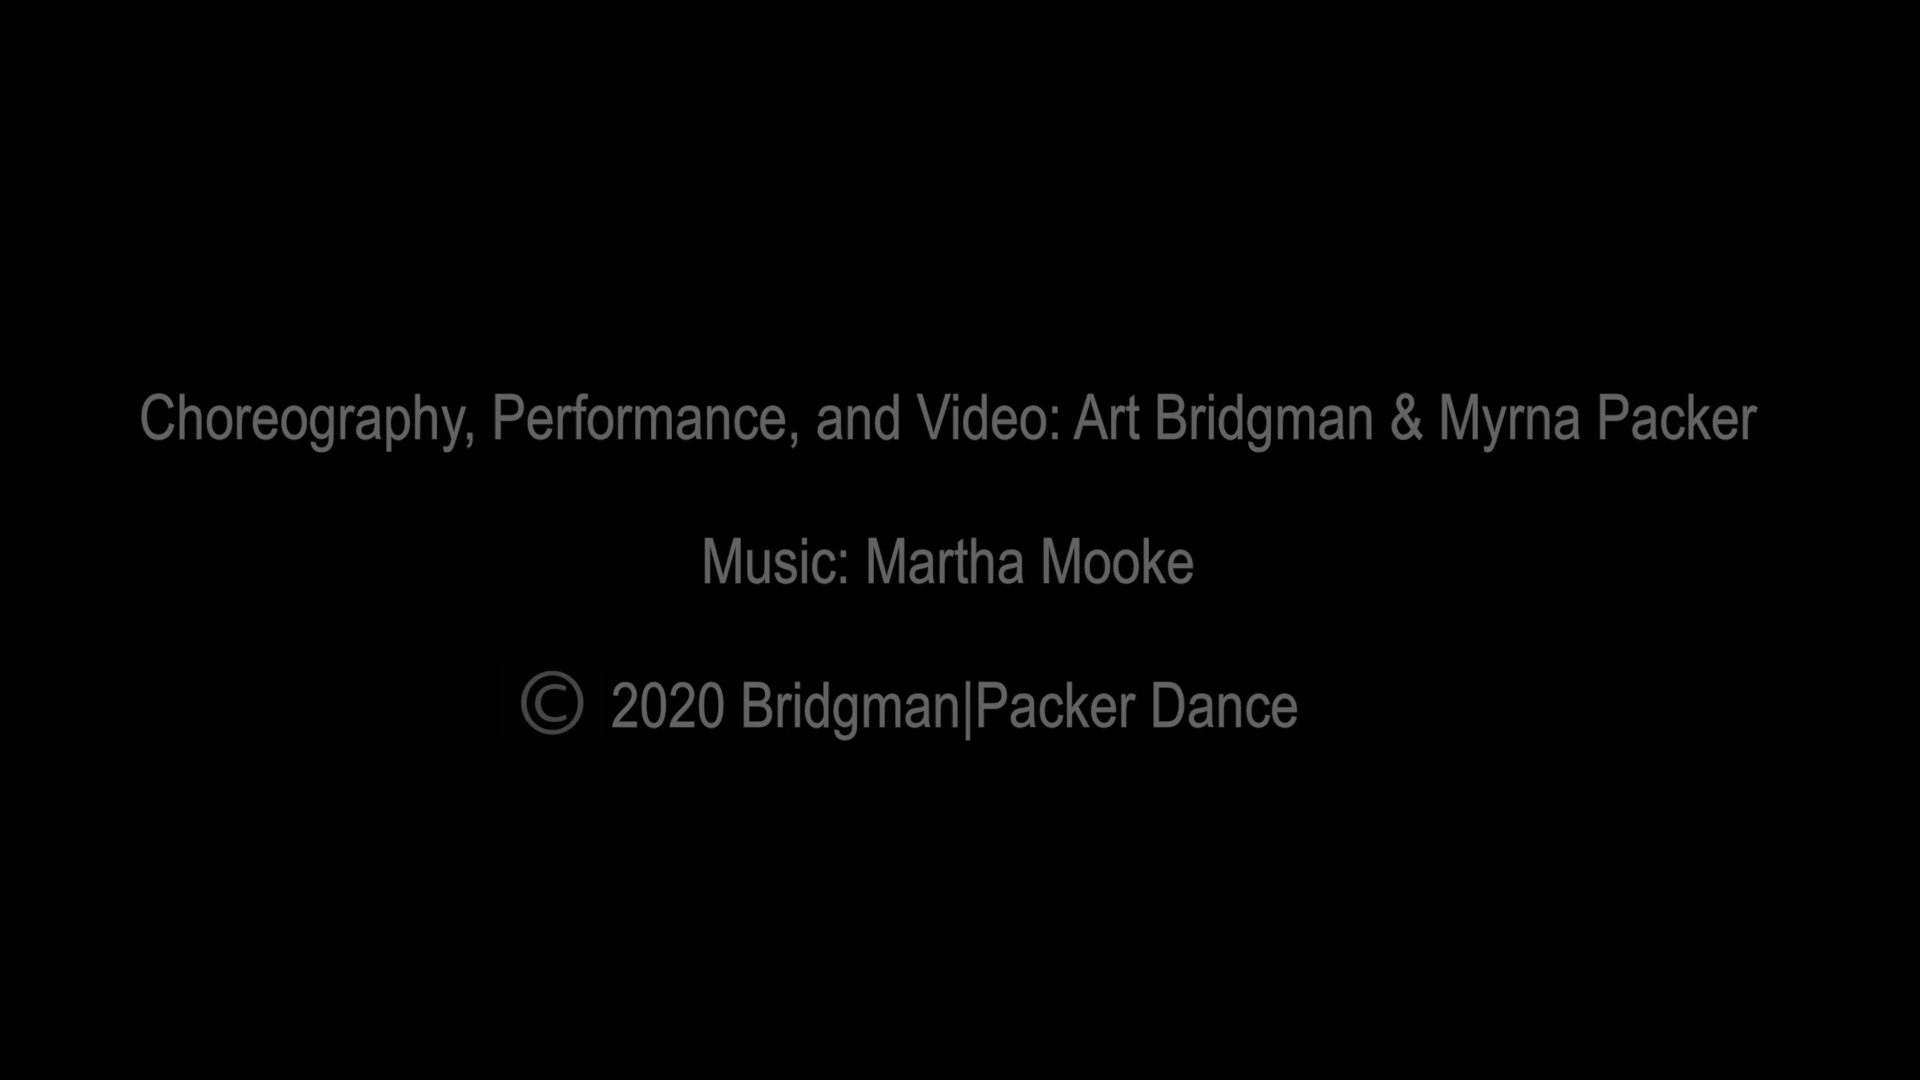 Choreography, Performance, and Video: Art Bridgman & Myrna Packer
Music: Martha Mooke
© 2020 Bridgman|Packer Dance